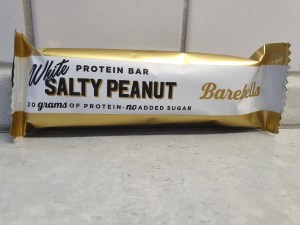 White PROTEIN BAR
SALTY PEANUT
20 grams OF PROTEIN · no ADDED SUGAR
Barebells